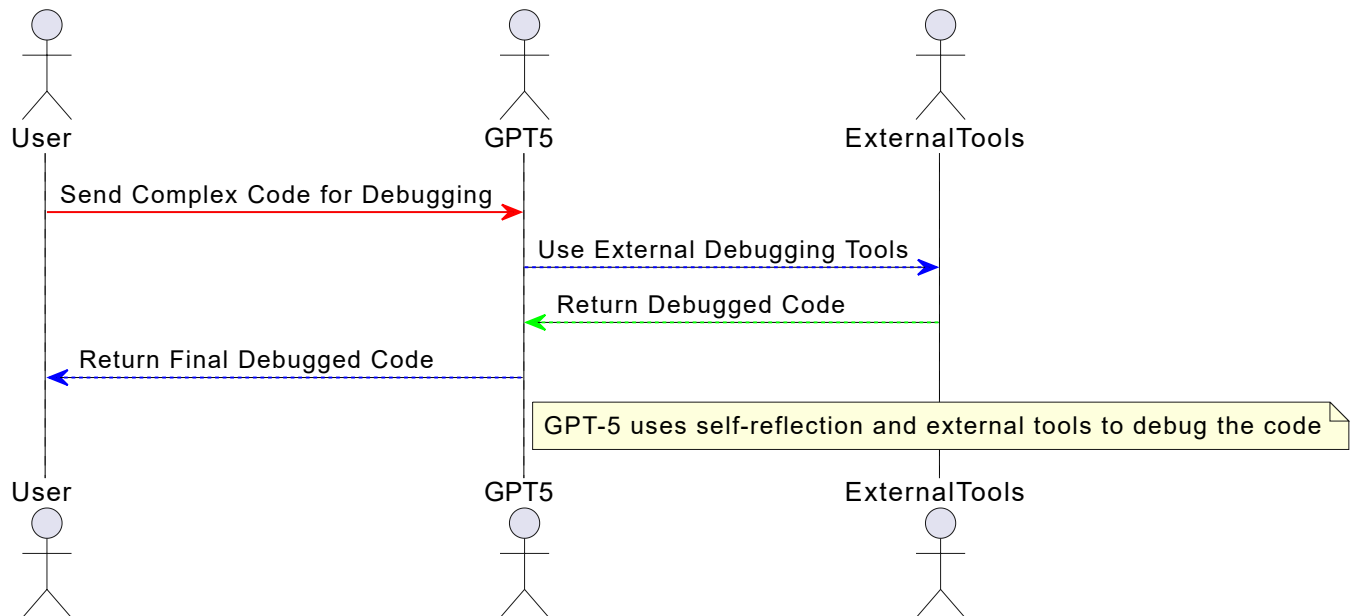 User
GPT5
ExternalTools
Send Complex Code for Debugging
Use External Debugging Tools
Return Debugged Code
Return Final Debugged Code
GPT-5 uses self-reflection and external tools to debug the code
User
GPT5
ExternalTools